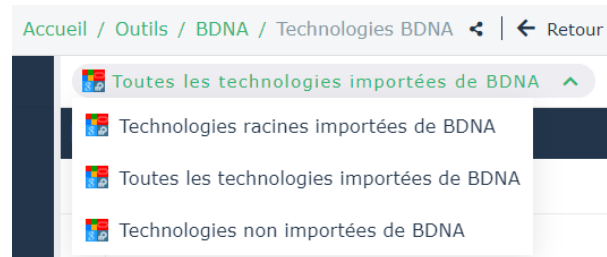 Accueil / Outils / BDNA / Technologies BDNA | Retour
Toutes les technologies importées de BDNA
Technologies racines importées de BDNA
Toutes les technologies importées de BDNA
Technologies non importées de BDNA